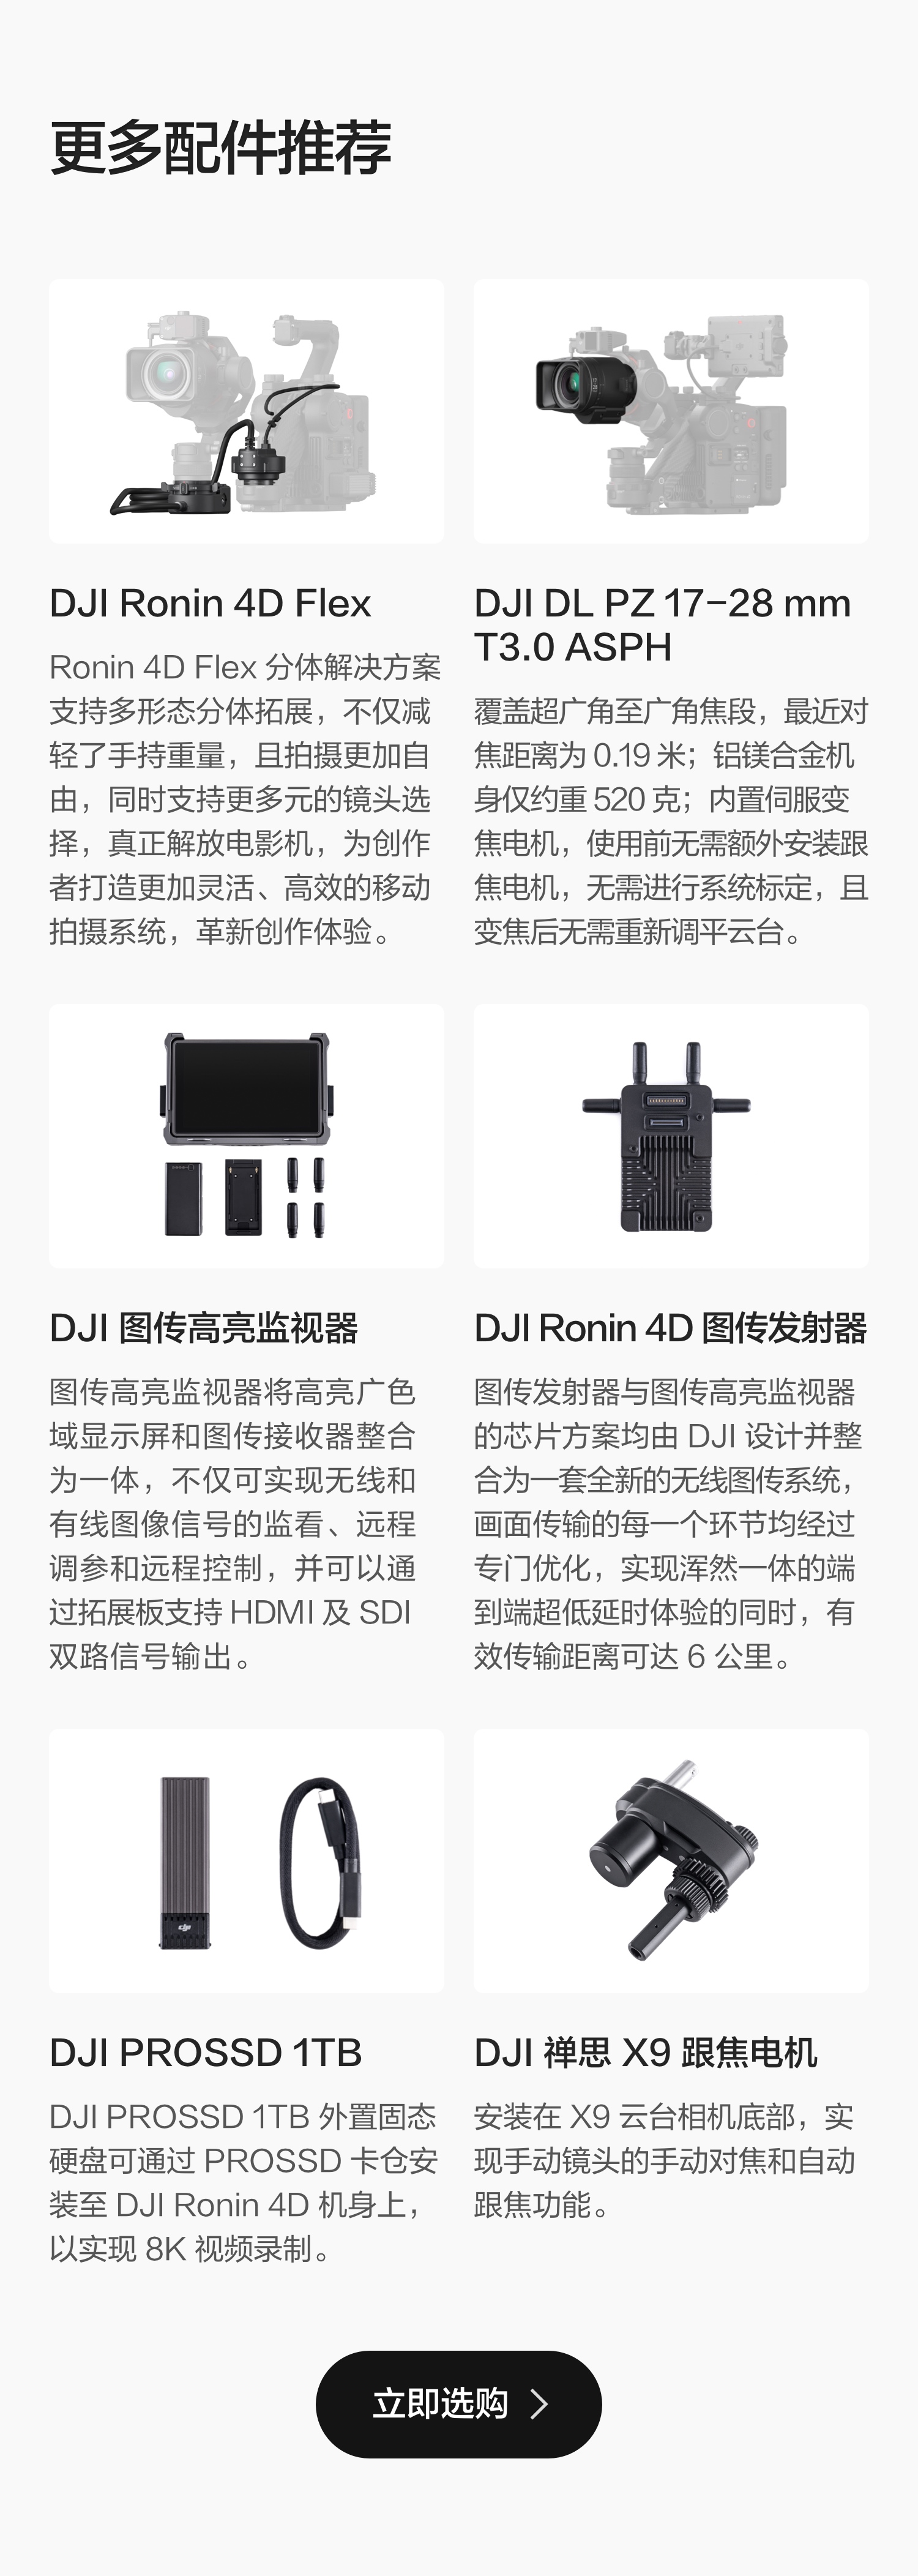 更多配件推荐
DJI Ronin 4D Flex
Ronin 4D Flex 分体解决方案
支持多形态分体拓展，不仅减
轻了手持重量，且拍摄更加自
由，同时支持更多元的镜头选
择，真正解放电影机，为创作
者打造更加灵活、高效的移动
拍摄系统，革新创作体验。
DJI DL PZ 17–28 mm
T3.0 ASPH
覆盖超广角至广角焦段，最近对
焦距离为 0.19 米；铝镁合金机
身仅约重 520 克；内置伺服变
焦电机，使用前无需额外安装跟
焦电机，无需进行系统标定，且
变焦后无需重新调平云台。
DJI 图传高亮监视器
图传高亮监视器将高亮广色
域显示屏和图传接收器整合
为一体，不仅可实现无线和
有线图像信号的监看、远程
调参和远程控制，并可以通
过拓展板支持 HDMI 及 SDI
双路信号输出。
DJI Ronin 4D 图传发射器
图传发射器与图传高亮监视器
的芯片方案均由 DJI 设计并整
合为一套全新的无线图传系统，
画面传输的每一个环节均经过
专门优化，实现浑然一体的端
到端超低延时体验的同时，有
效传输距离可达 6 公里。
DJI PROSSD 1TB
DJI PROSSD 1TB 外置固态
硬盘可通过 PROSSD 卡仓安
装至 DJI Ronin 4D 机身上，
以实现 8K 视频录制。
DJI 禅思 X9 跟焦电机
安装在 X9 云台相机底部，实
现手动镜头的手动对焦和自动
跟焦功能。
立即选购